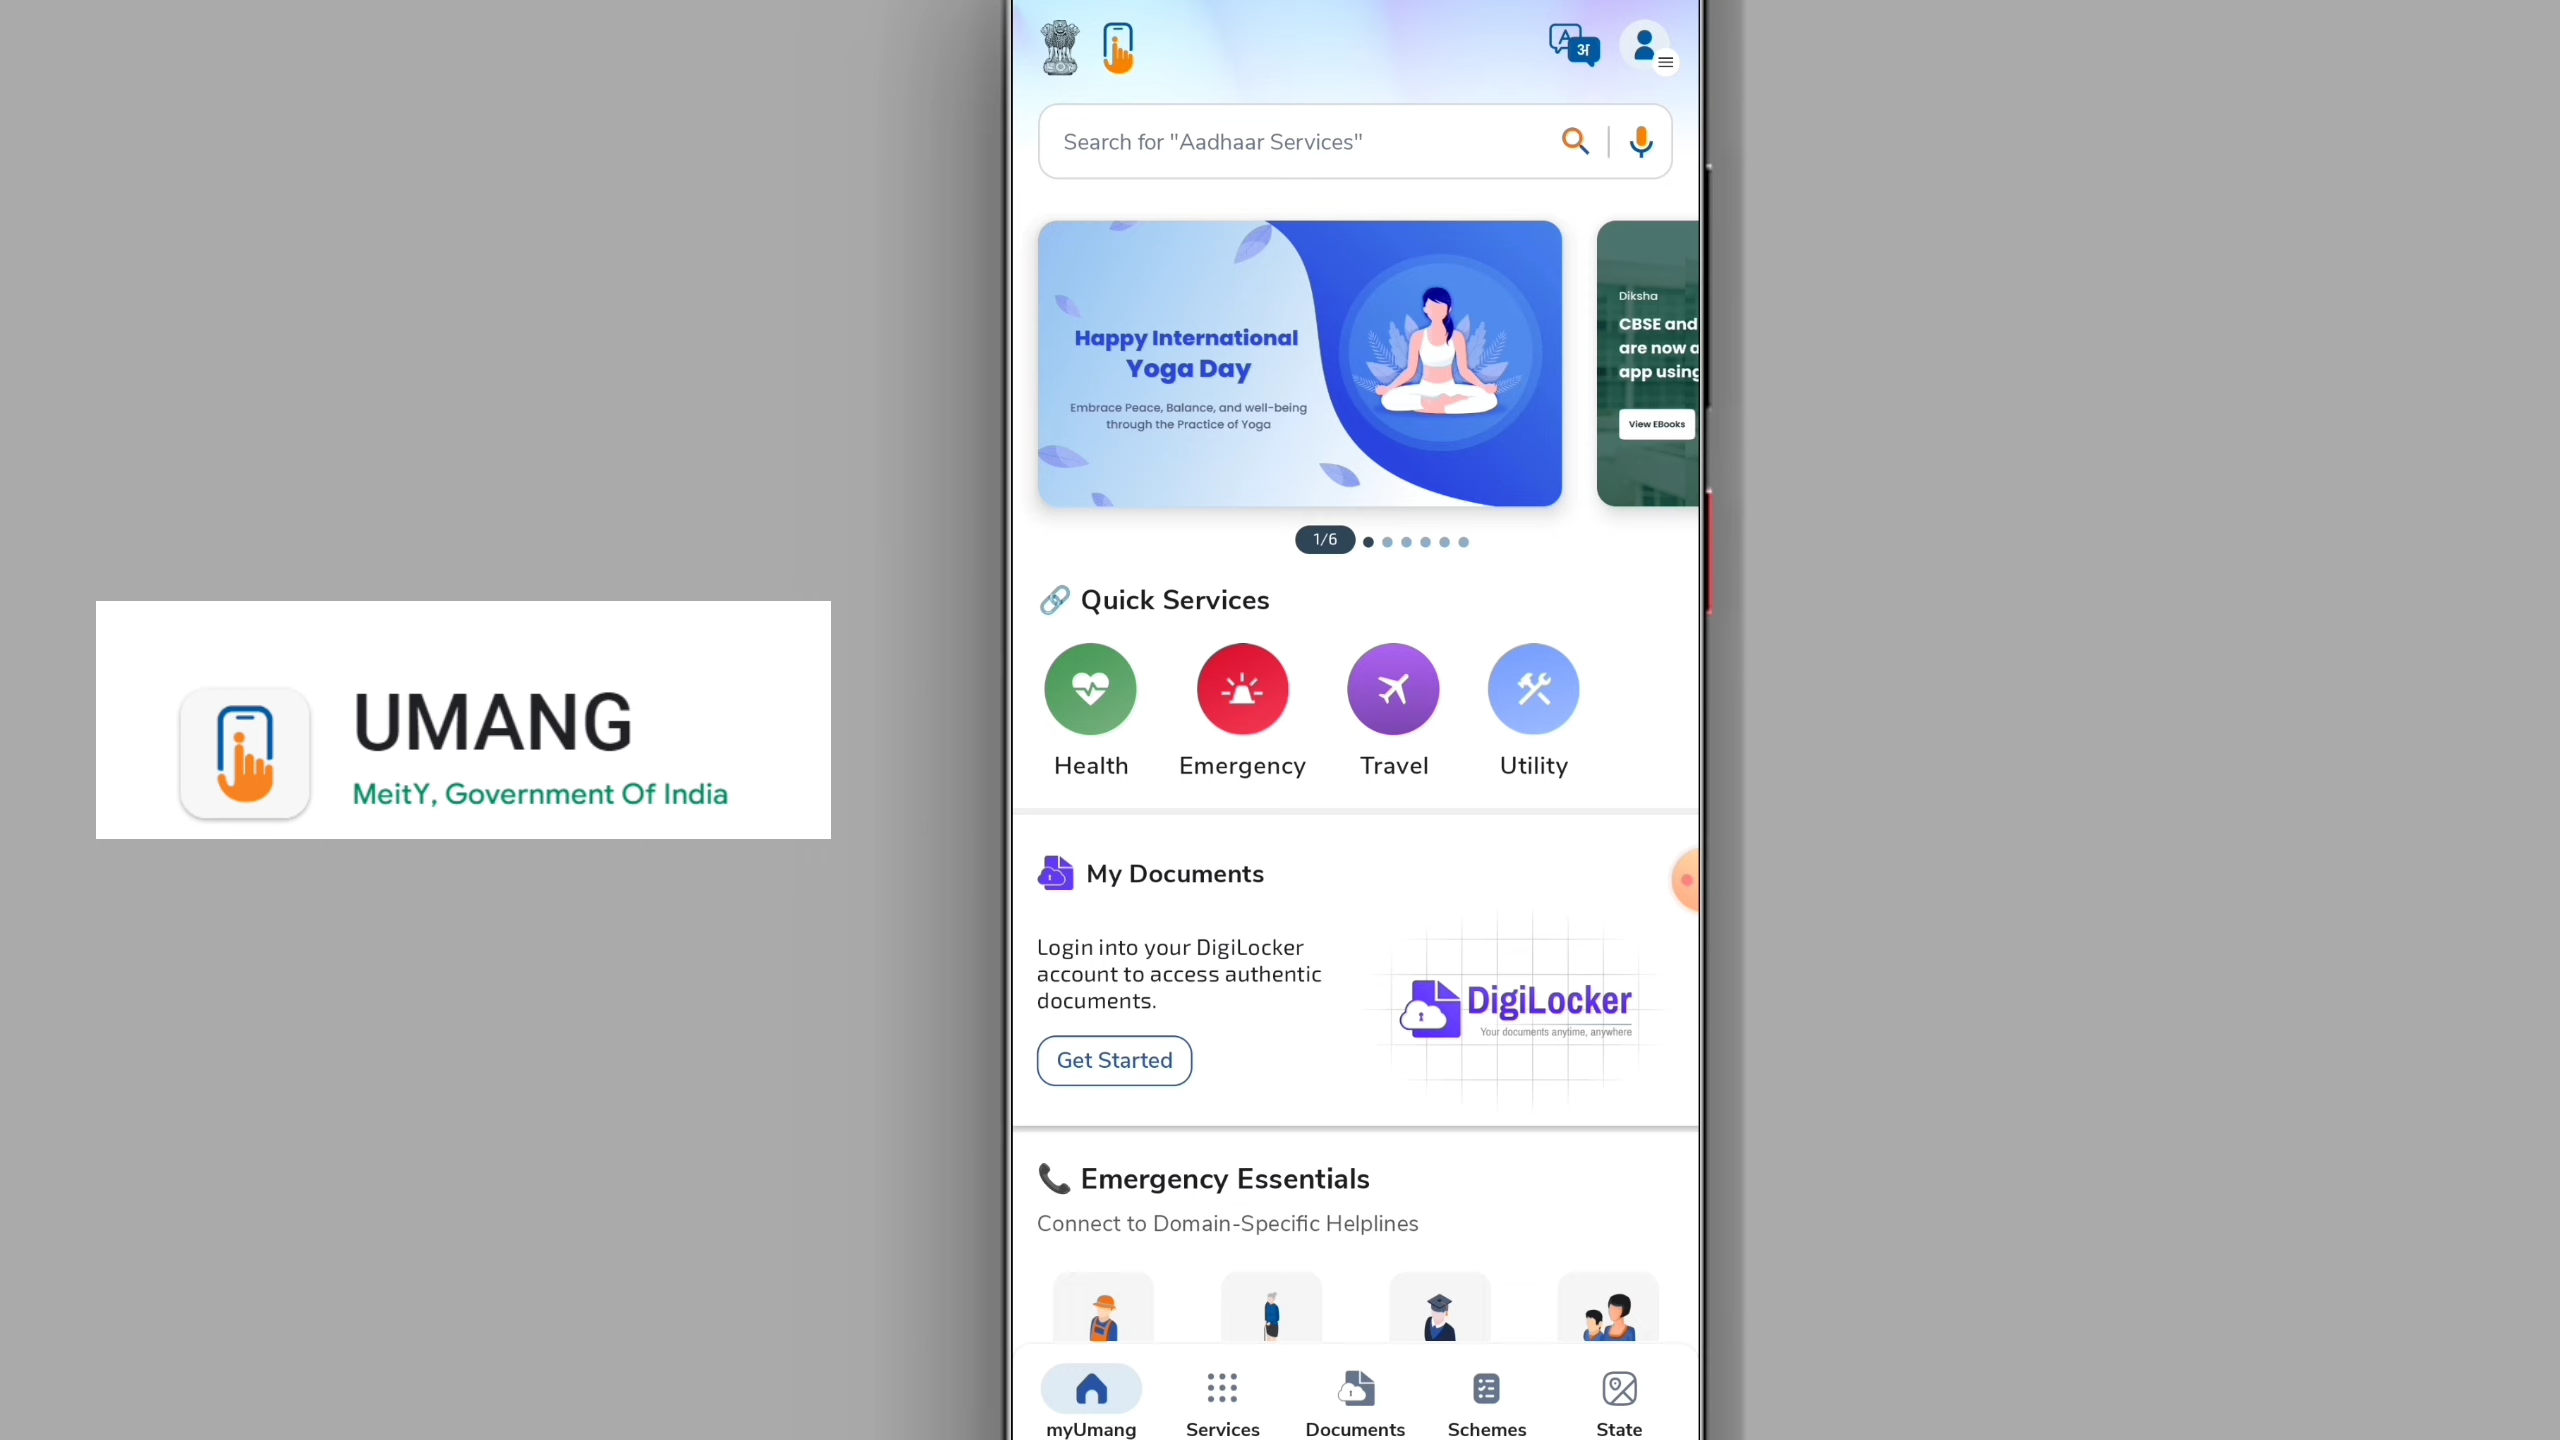 UMANG
MeitY, Government Of India
A
अ
Search for "Aadhaar Services"
Happy International
Yoga Day
Embrace Peace, Balance, and well-being
through the Practice of Yoga
Diksha
CBSE and
are now a
app using
View EBooks
1/6
Quick Services
Health
Emergency
Travel
Utility
My Documents
Login into your DigiLocker
account to access authentic
documents.
Get Started
DigiLocker
Your documents anytime, anywhere
Emergency Essentials
Connect to Domain-Specific Helplines
myUmang
Services
Documents
Schemes
State